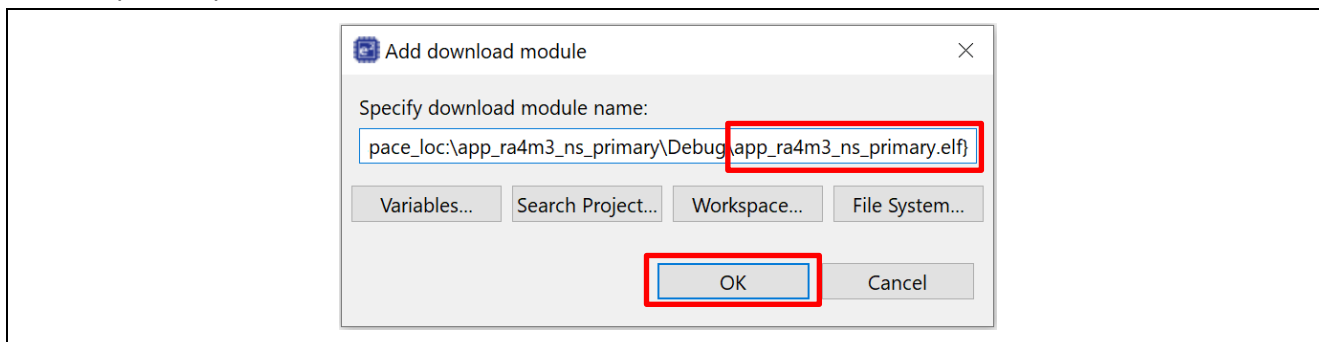 Add download module
Specify download module name:
pace_loc:\app_ra4m3_ns_primary\Debug\app_ra4m3_ns_primary.elf}
Variables... Search Project... Workspace... File System...
OK Cancel